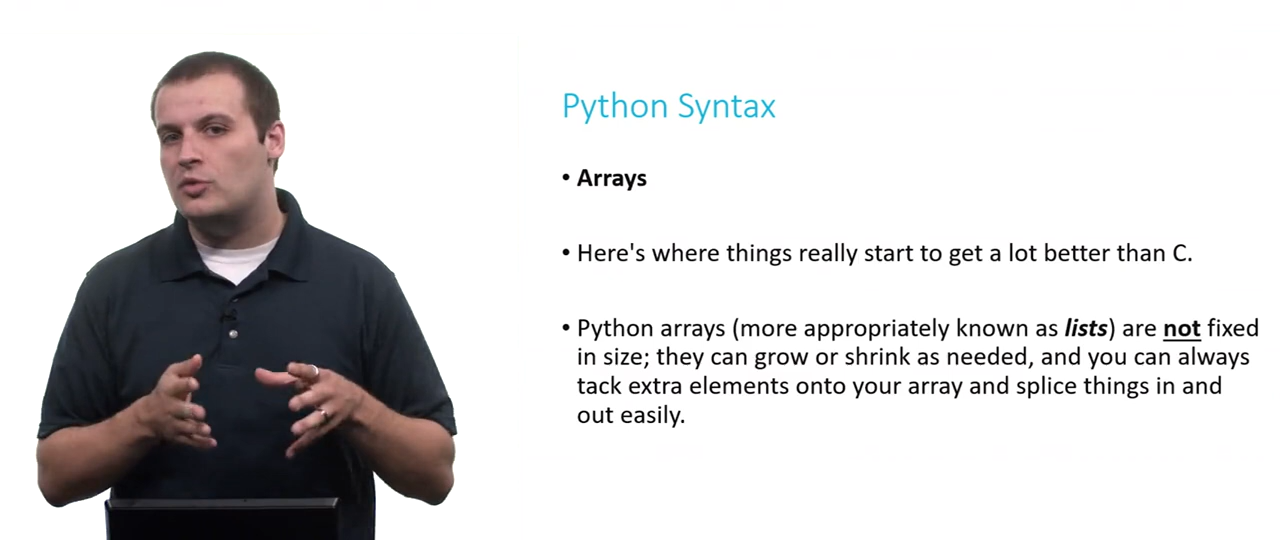 Python Syntax
• Arrays
• Here's where things really start to get a lot better than C.
• Python arrays (more appropriately known as lists) are not fixed
in size; they can grow or shrink as needed, and you can always
tack extra elements onto your array and splice things in and
out easily.